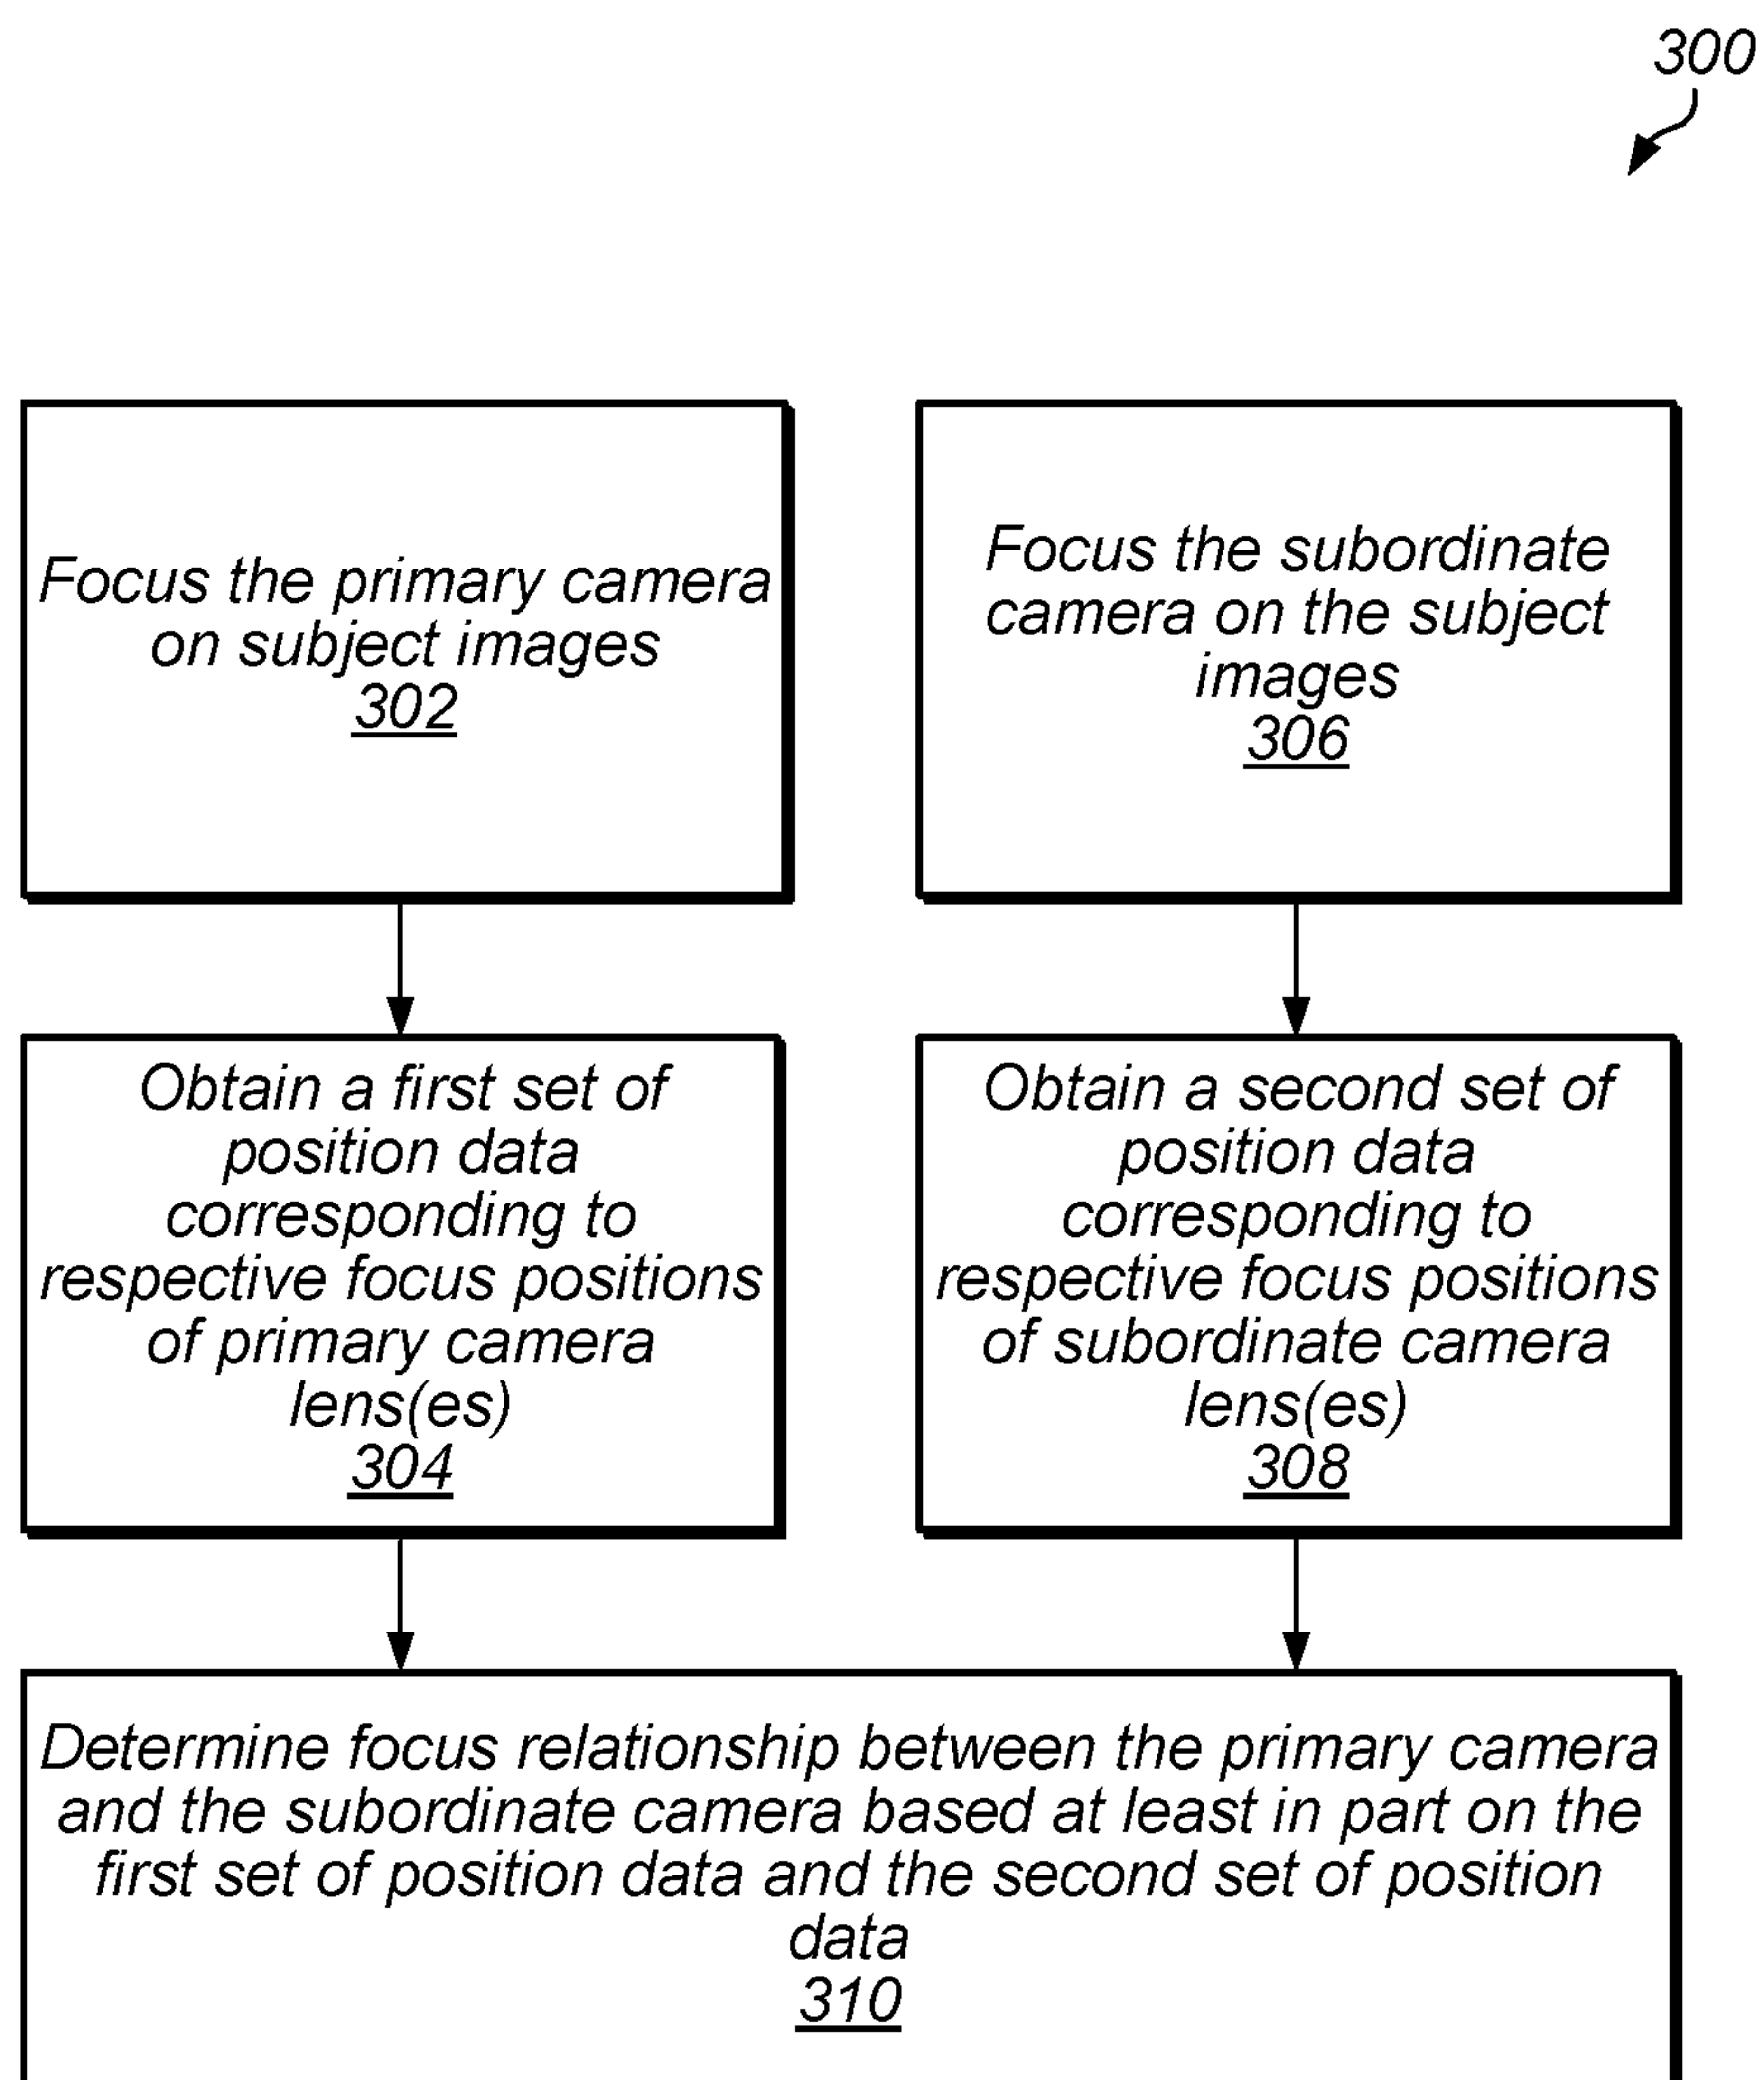 300
Focus the primary camera
on subject images
302
Focus the subordinate
camera on the subject
images
306
Obtain a first set of
position data
corresponding to
respective focus positions
of primary camera
lens(es)
304
Obtain a second set of
position data
corresponding to
respective focus positions
of subordinate camera
lens(es)
308
Determine focus relationship between the primary camera
and the subordinate camera based at least in part on the
first set of position data and the second set of position
data
310